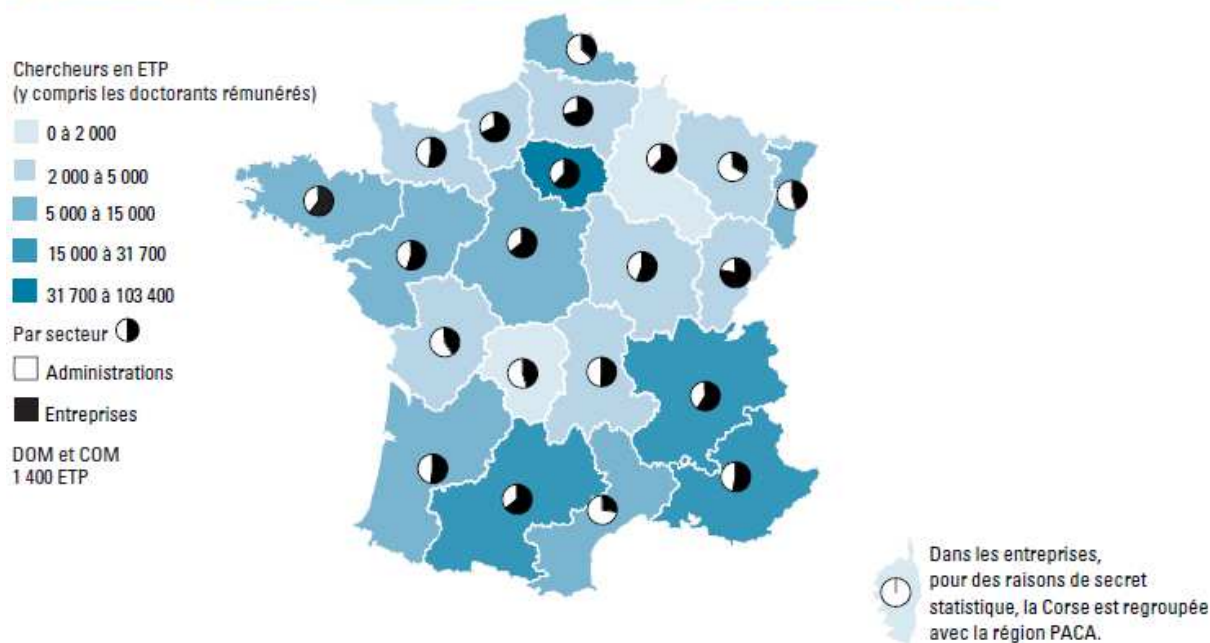 Chercheurs en ETP
(y compris les doctorants rémunérés)
0 à 2 000
2 000 à 5 000
5 000 à 15 000
15 000 à 31 700
31 700 à 103 400
Par secteur
Administrations
Entreprises
DOM et COM
1 400 ETP
Dans les entreprises,
pour des raisons de secret
statistique, la Corse est regroupée
avec la région PACA.